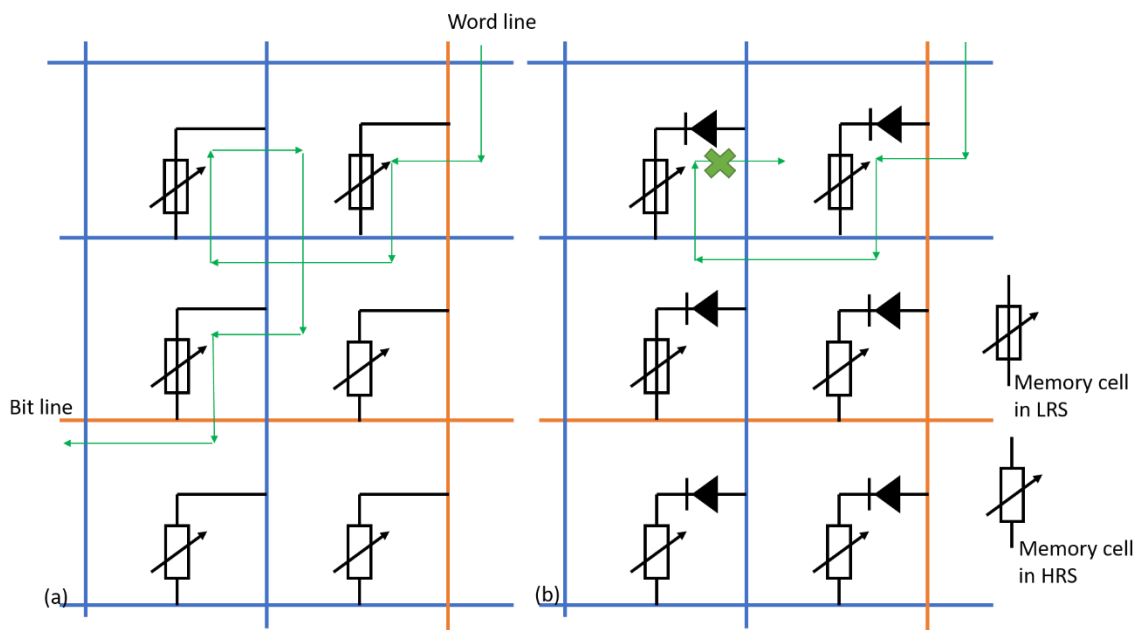 Word line
Bit line
Memory cell
in LRS
Memory cell
in HRS
(a)
(b)